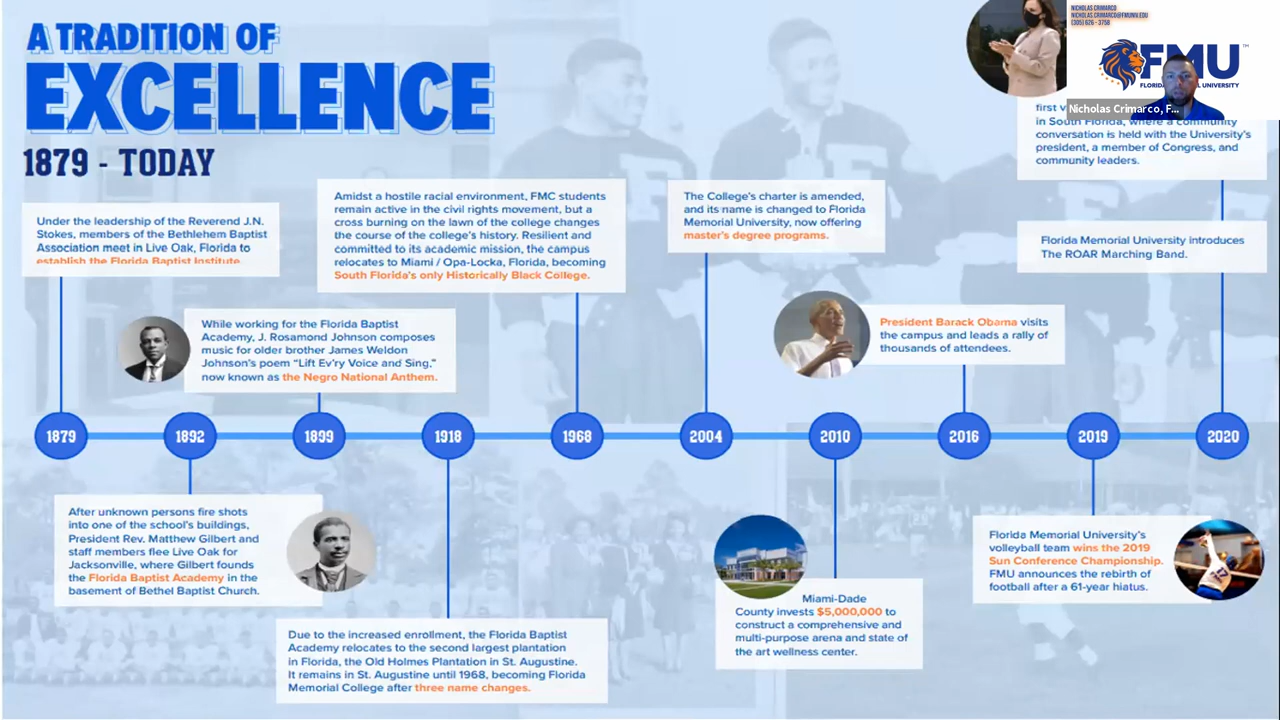 A TRADITION OF
EXCELLENCE
1879 - TODAY
NICHOLAS CRIMARCO
NICHOLAS.CRIMARCO@FMUNIV.EDU
(305) 626 - 3758
FMU
FLORIDA UNIVERSITY
Nicholas Crimarco, F...
Under the leadership of the Reverend J.N.
Stokes, members of the Bethlehem Baptist
Association meet in Live Oak, Florida to
establish the Florida Baptist Institute.
Amidst a hostile racial environment, FMC students
remain active in the civil rights movement, but a
cross burning on the lawn of the college changes
the course of the college's history. Resilient and
committed to its academic mission, the campus
relocates to Miami / Opa-Locka, Florida, becoming
South Florida's only Historically Black College.
The College's charter is amended,
and its name is changed to Florida
Memorial University, now offering
master's degree programs.
first
in South Florida, where a community
conversation is held with the University's
president, a member of Congress, and
community leaders.
Florida Memorial University introduces
The ROAR Marching Band.
While working for the Florida Baptist
Academy, J. Rosamond Johnson composes
music for older brother James Weldon
Johnson's poem "Lift Ev'ry Voice and Sing,"
now known as the Negro National Anthem.
President Barack Obama visits
the campus and leads a rally of
thousands of attendees.
1879
1892
1899
1918
1968
2004
2010
2016
2019
2020
After unknown persons fire shots
into one of the school's buildings,
President Rev. Matthew Gilbert and
staff members flee Live Oak for
Jacksonville, where Gilbert founds
the Florida Baptist Academy in the
basement of Bethel Baptist Church.
Due to the increased enrollment, the Florida Baptist
Academy relocates to the second largest plantation
in Florida, the Old Holmes Plantation in St. Augustine.
It remains in St. Augustine until 1968, becoming Florida
Memorial College after three name changes.
Miami-Dade
County invests $5,000,000 to
construct a comprehensive and
multi-purpose arena and state of
the art wellness center.
Florida Memorial University's
volleyball team wins the 2019
Sun Conference Championship.
FMU announces the rebirth of
football after a 61-year hiatus.